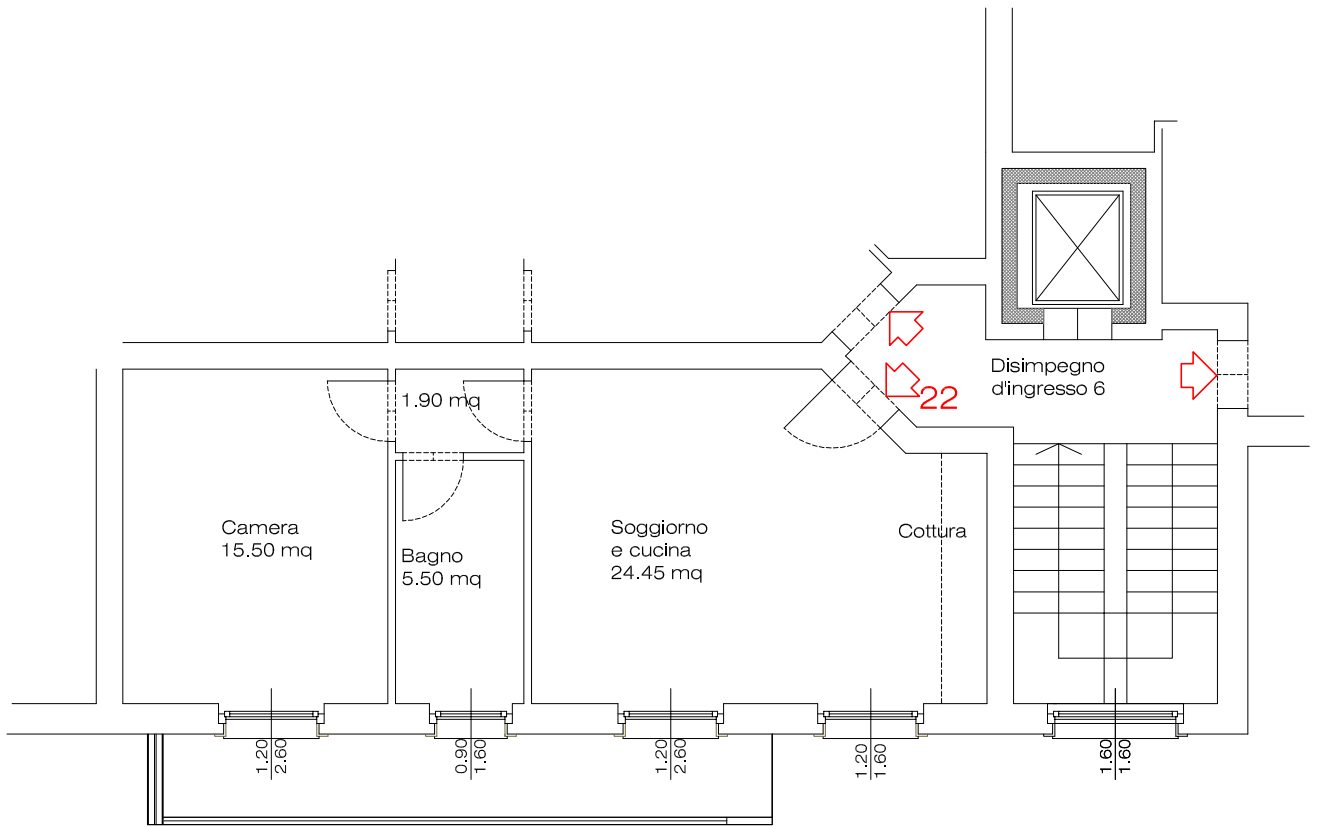 Disimpegno
d'ingresso 6
22
1.90 mq
Camera
15.50 mq
Bagno
5.50 mq
Soggiorno
e cucina
24.45 mq
Cottura
1.20
2.60
0.90
1.60
1.20
2.60
1.20
1.60
1.60
1.60